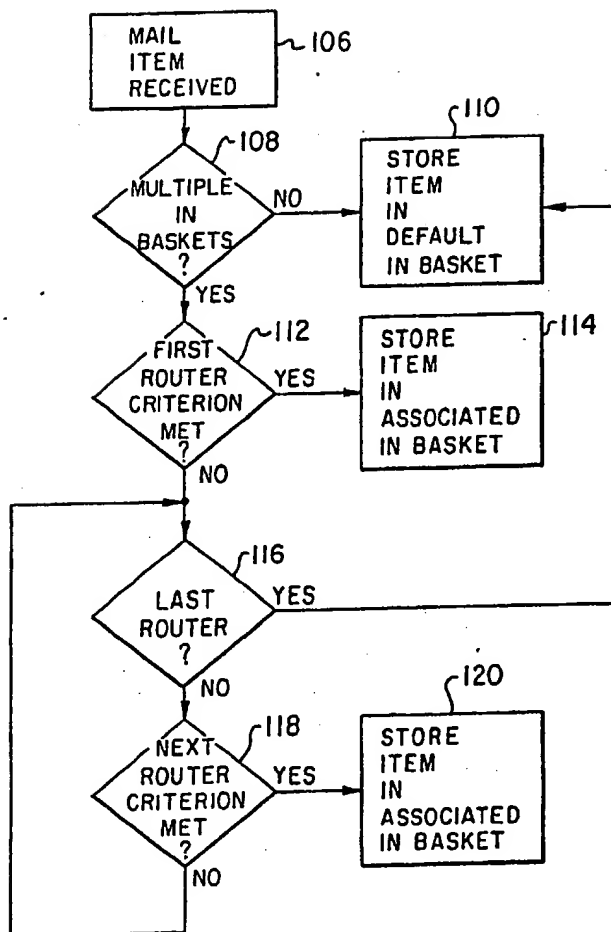 MAIL
ITEM
RECEIVED
106
108
MULTIPLE
IN
BASKETS
?
NO
YES
110
STORE
ITEM
IN
DEFAULT
IN BASKET
112
FIRST
ROUTER
CRITERION
MET
?
YES
NO
114
STORE
ITEM
IN
ASSOCIATED
IN BASKET
116
LAST
ROUTER
?
YES
NO
118
NEXT
ROUTER
CRITERION
MET
?
YES
NO
120
STORE
ITEM
IN
ASSOCIATED
IN BASKET